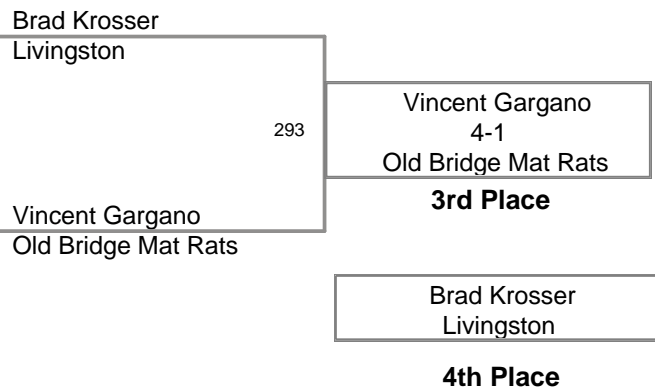 Brad Krosser
Livingston
293
Vincent Gargano
4-1
Old Bridge Mat Rats
3rd Place
Vincent Gargano
Old Bridge Mat Rats
Brad Krosser
Livingston
4th Place